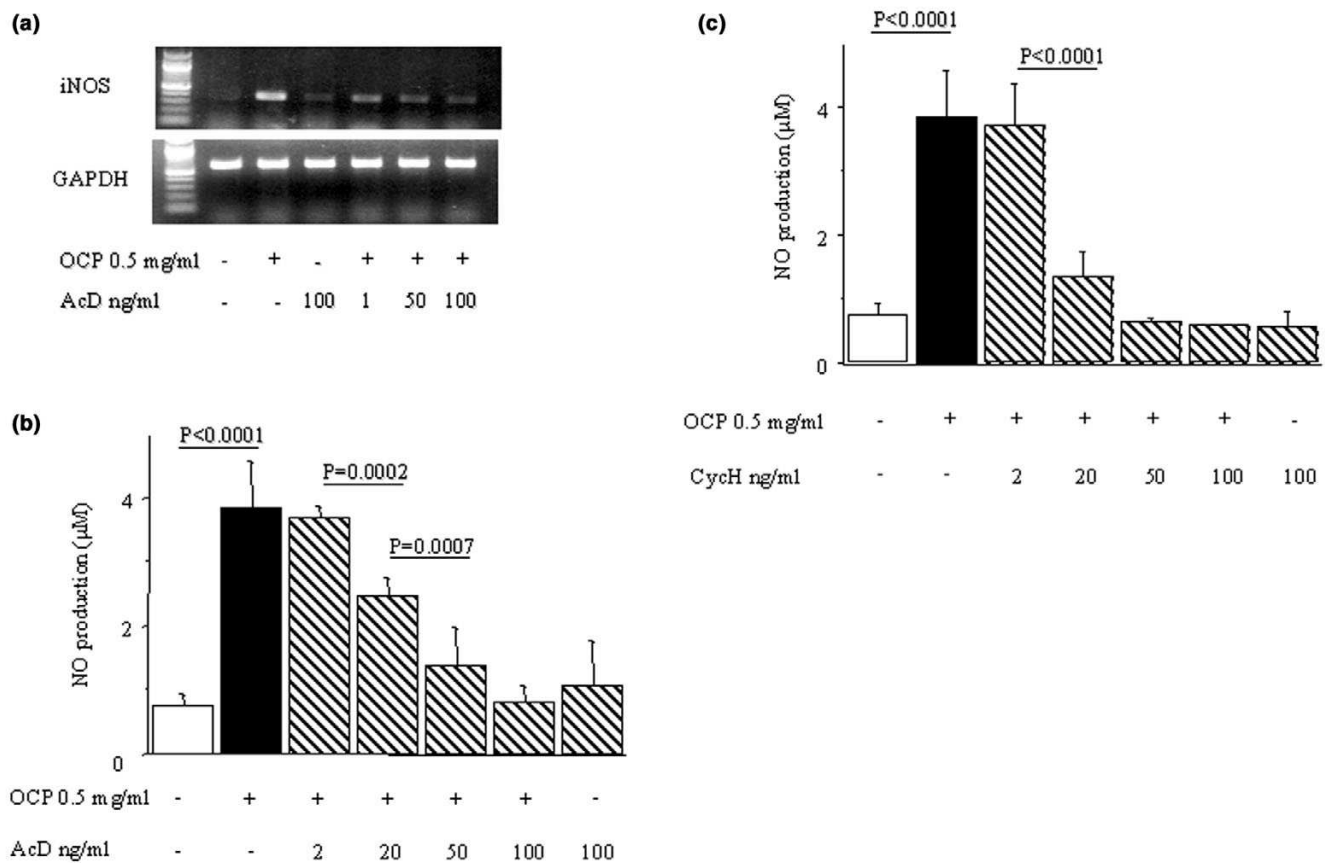 (a)
iNOS
GAPDH
OCP 0.5 mg/ml - + - + + +
AcD ng/ml - - 100 1 50 100
(b)
P<0.0001
P=0.0002
P=0.0007
NO production (µM)
4
2
0
OCP 0.5 mg/ml - + + + + + -
AcD ng/ml - - 2 20 50 100 100
(c)
P<0.0001
P<0.0001
NO production (µM)
4
2
0
OCP 0.5 mg/ml - + + + + + -
CycH ng/ml - - 2 20 50 100 100